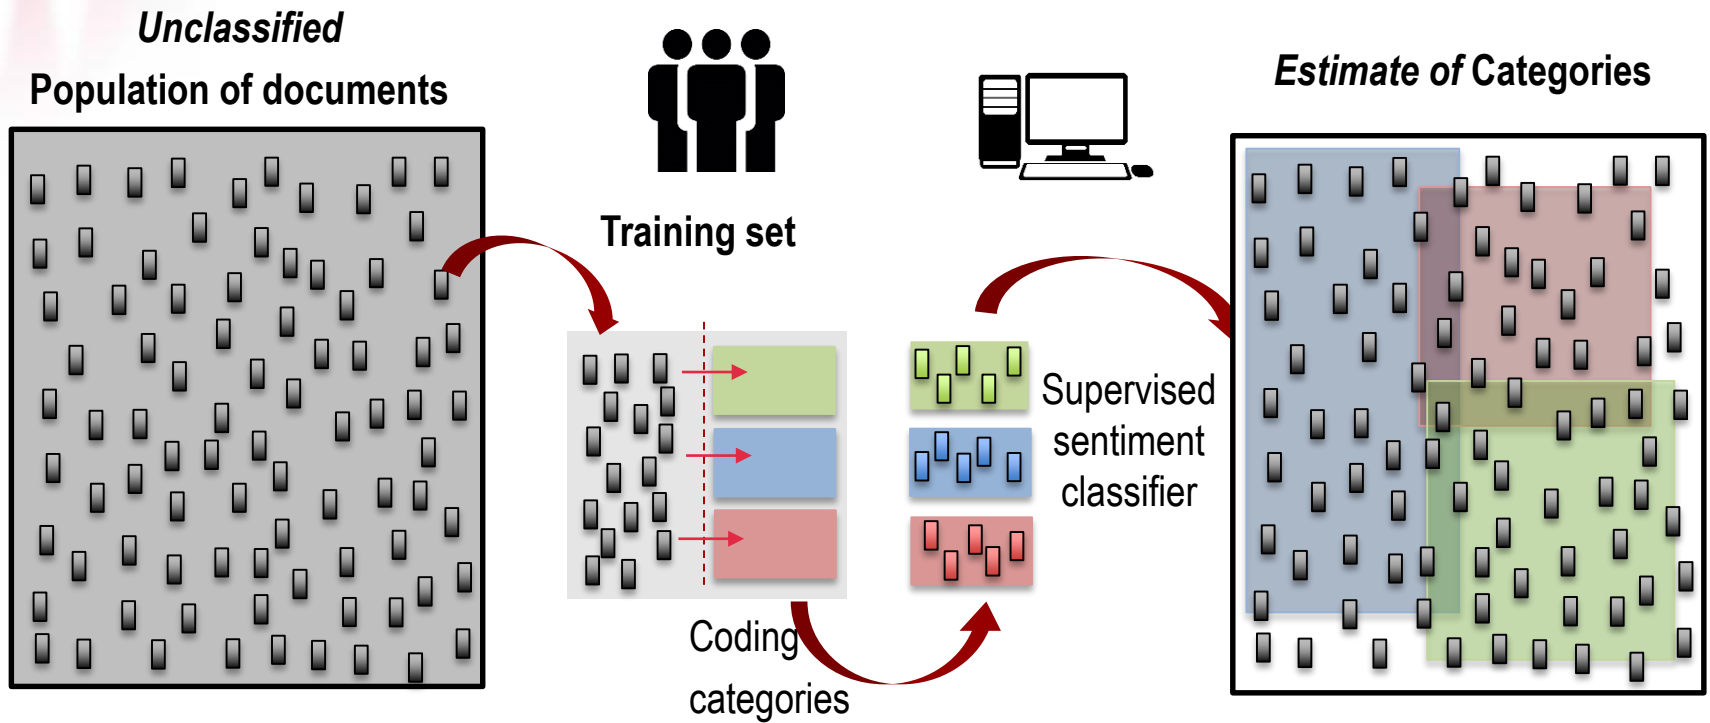 Unclassified
Population of documents
Training set
Coding
categories
Supervised
sentiment
classifier
Estimate of Categories